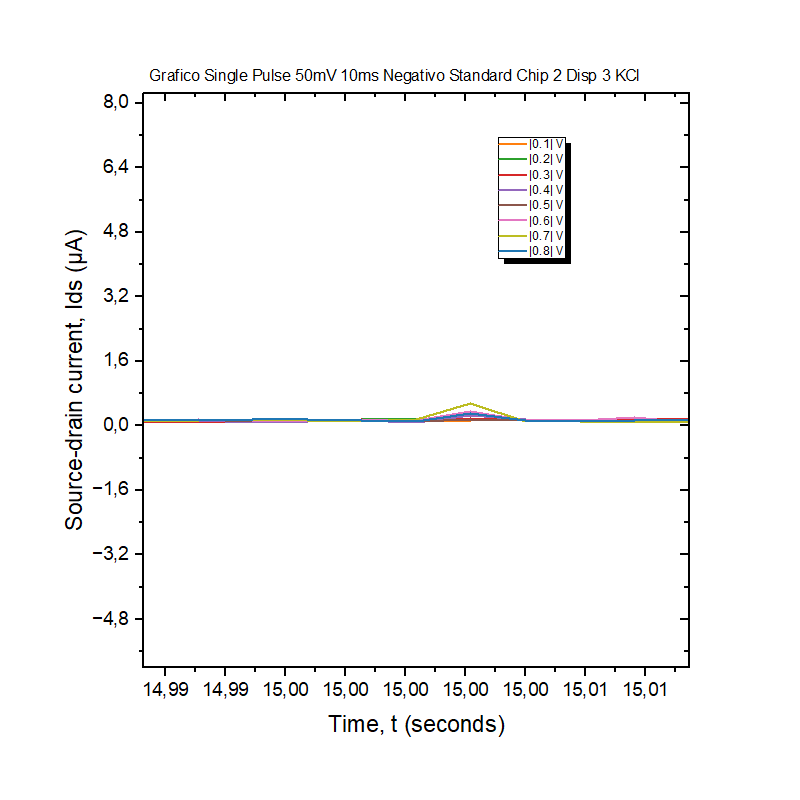 Grafico Single Pulse 50mV 10ms Negativo Standard Chip 2 Disp 3 KCl
8,0
|0.1| V
|0.2| V
6,4
|0.3| V
|0.4| V
|0.5| V
|0.6| V
4,8
|0.7| V
|0.8| V
3,2
1,6
0,0
−1,6
−3,2
−4,8
Source-drain current, Ids (µA)
14,99 14,99 15,00 15,00 15,00 15,00 15,00 15,01 15,01
Time, t (seconds)